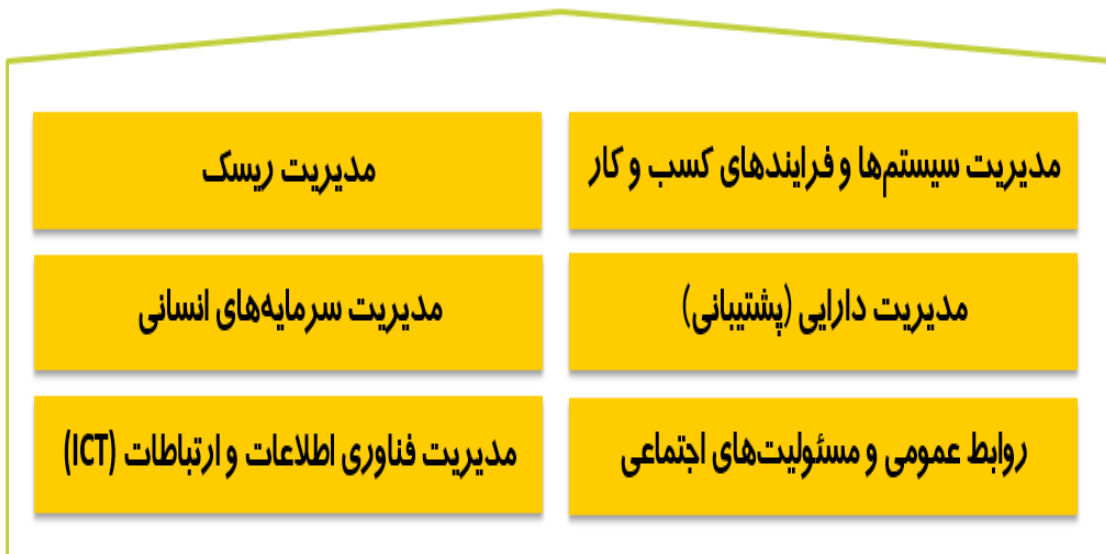 مدیریت سیستم‌ها و فرایندهای کسب و کار
مدیریت ریسک
مدیریت دارایی (پشتیبانی)
مدیریت سرمایه‌های انسانی
روابط عمومی و مسئولیت‌های اجتماعی
مدیریت فناوری اطلاعات و ارتباطات (ICT)